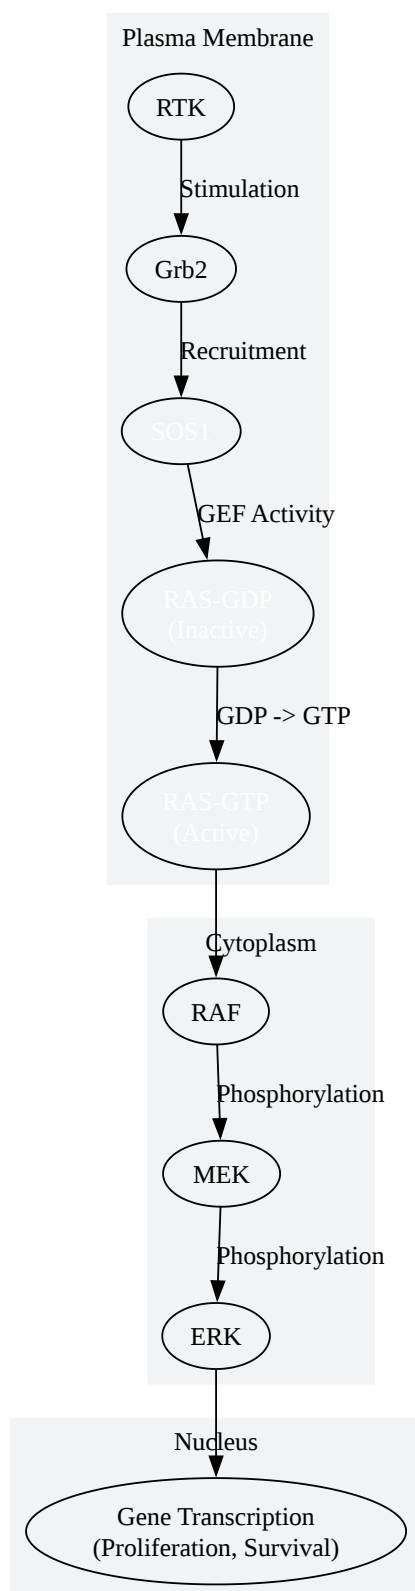 Plasma Membrane
RTK
Stimulation
Grb2
Recruitment
SOS1
GEF Activity
RAS-GDP
(Inactive)
GDP -> GTP
RAS-GTP
(Active)
Cytoplasm
RAF
Phosphorylation
MEK
Phosphorylation
ERK
Nucleus
Gene Transcription
(Proliferation, Survival)